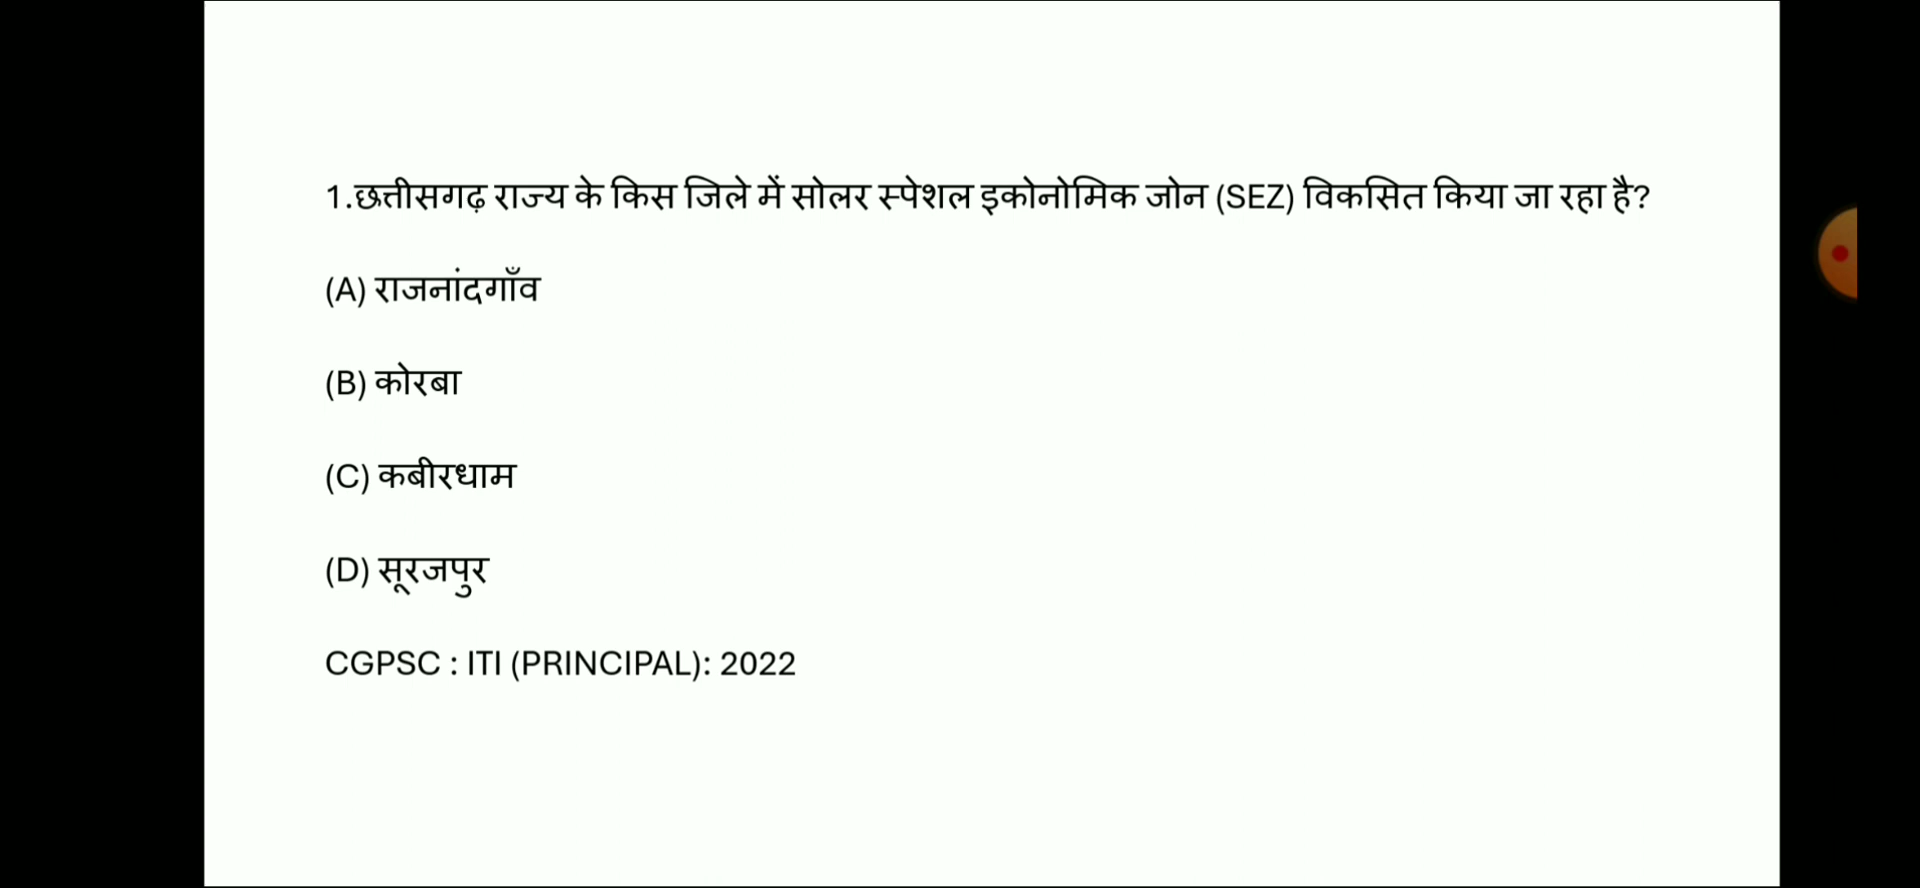 1.छत्तीसगढ़ राज्य के किस जिले में सोलर स्पेशल इकोनोमिक जोन (SEZ) विकसित किया जा रहा है?
(A) राजनांदगाँव
(B) कोरबा
(C) कबीरधाम
(D) सूरजपुर
CGPSC : ITI (PRINCIPAL): 2022